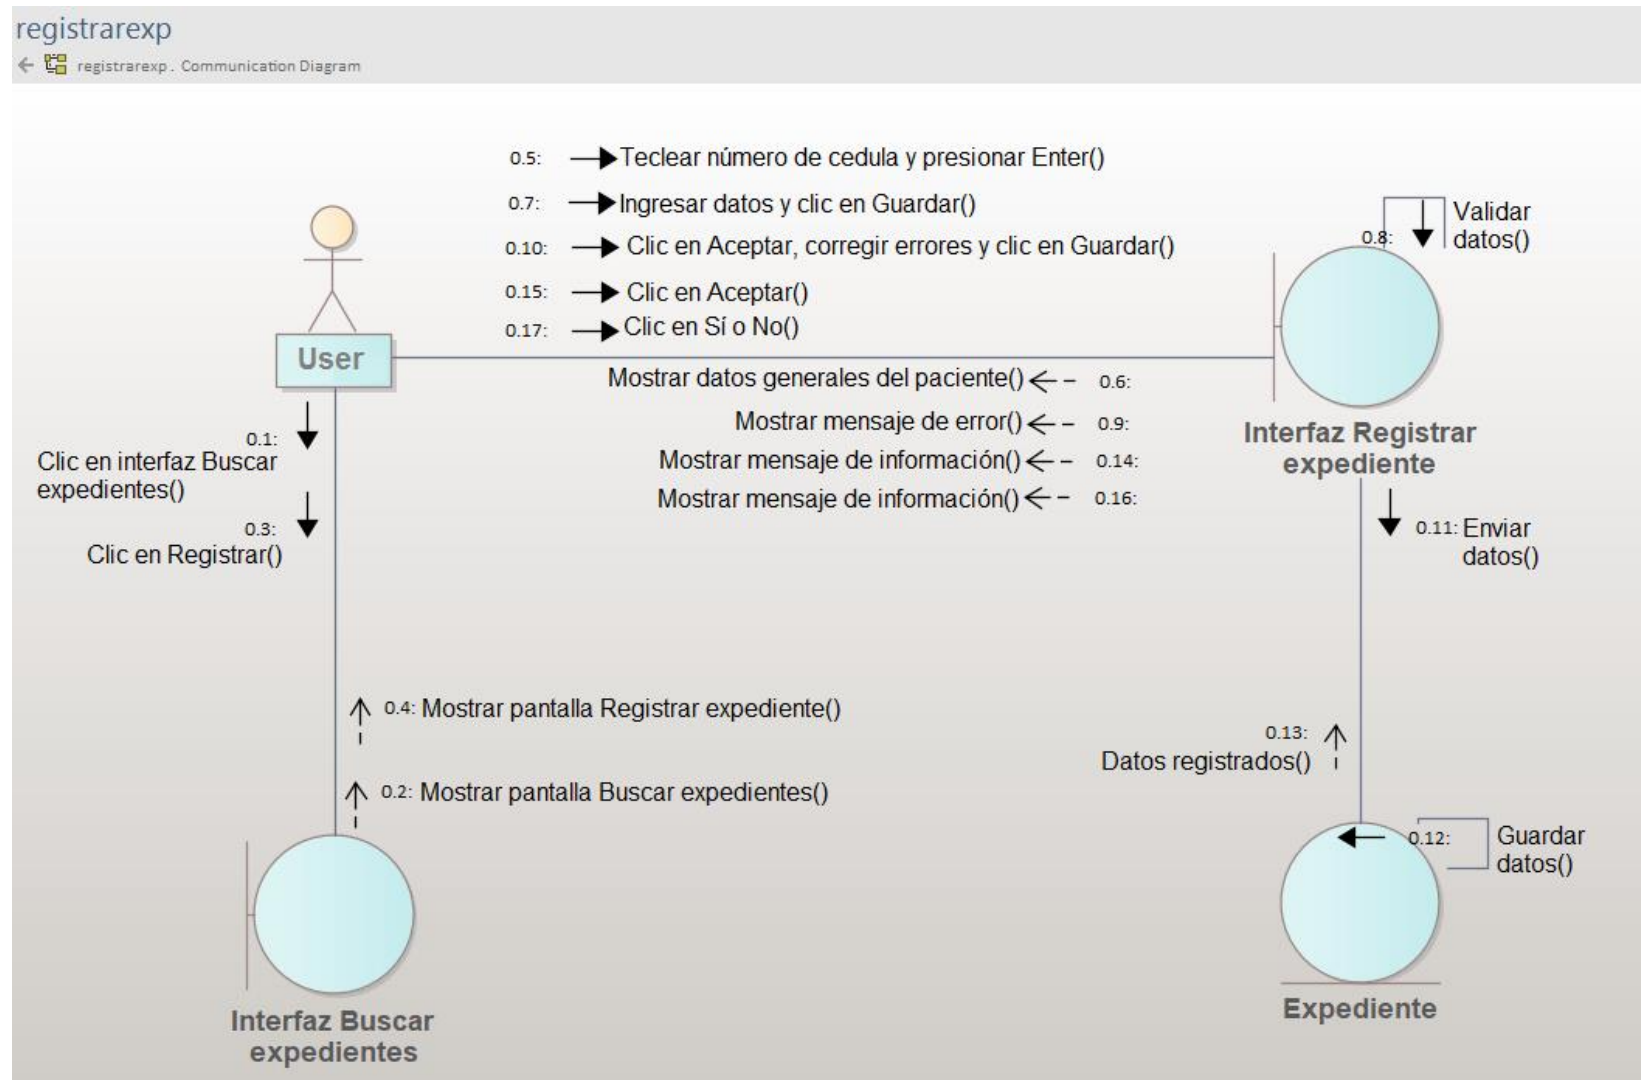 registrarexp
registrarexp. Communication Diagram
0.5: Teclear número de cedula y presionar Enter()
0.7: Ingresar datos y clic en Guardar()
0.10: Clic en Aceptar, corregir errores y clic en Guardar()
0.15: Clic en Aceptar()
0.17: Clic en Sí o No()
0.8: Validar
datos()
User
Mostrar datos generales del paciente() 0.6:
Mostrar mensaje de error() 0.9:
Mostrar mensaje de información() 0.14:
Mostrar mensaje de información() 0.16:
Interfaz Registrar
expediente
0.1:
Clic en interfaz Buscar
expedientes()
0.3:
Clic en Registrar()
0.11: Enviar
datos()
0.4: Mostrar pantalla Registrar expediente()
0.2: Mostrar pantalla Buscar expedientes()
0.13:
Datos registrados()
0.12: Guardar
datos()
Interfaz Buscar
expedientes
Expediente